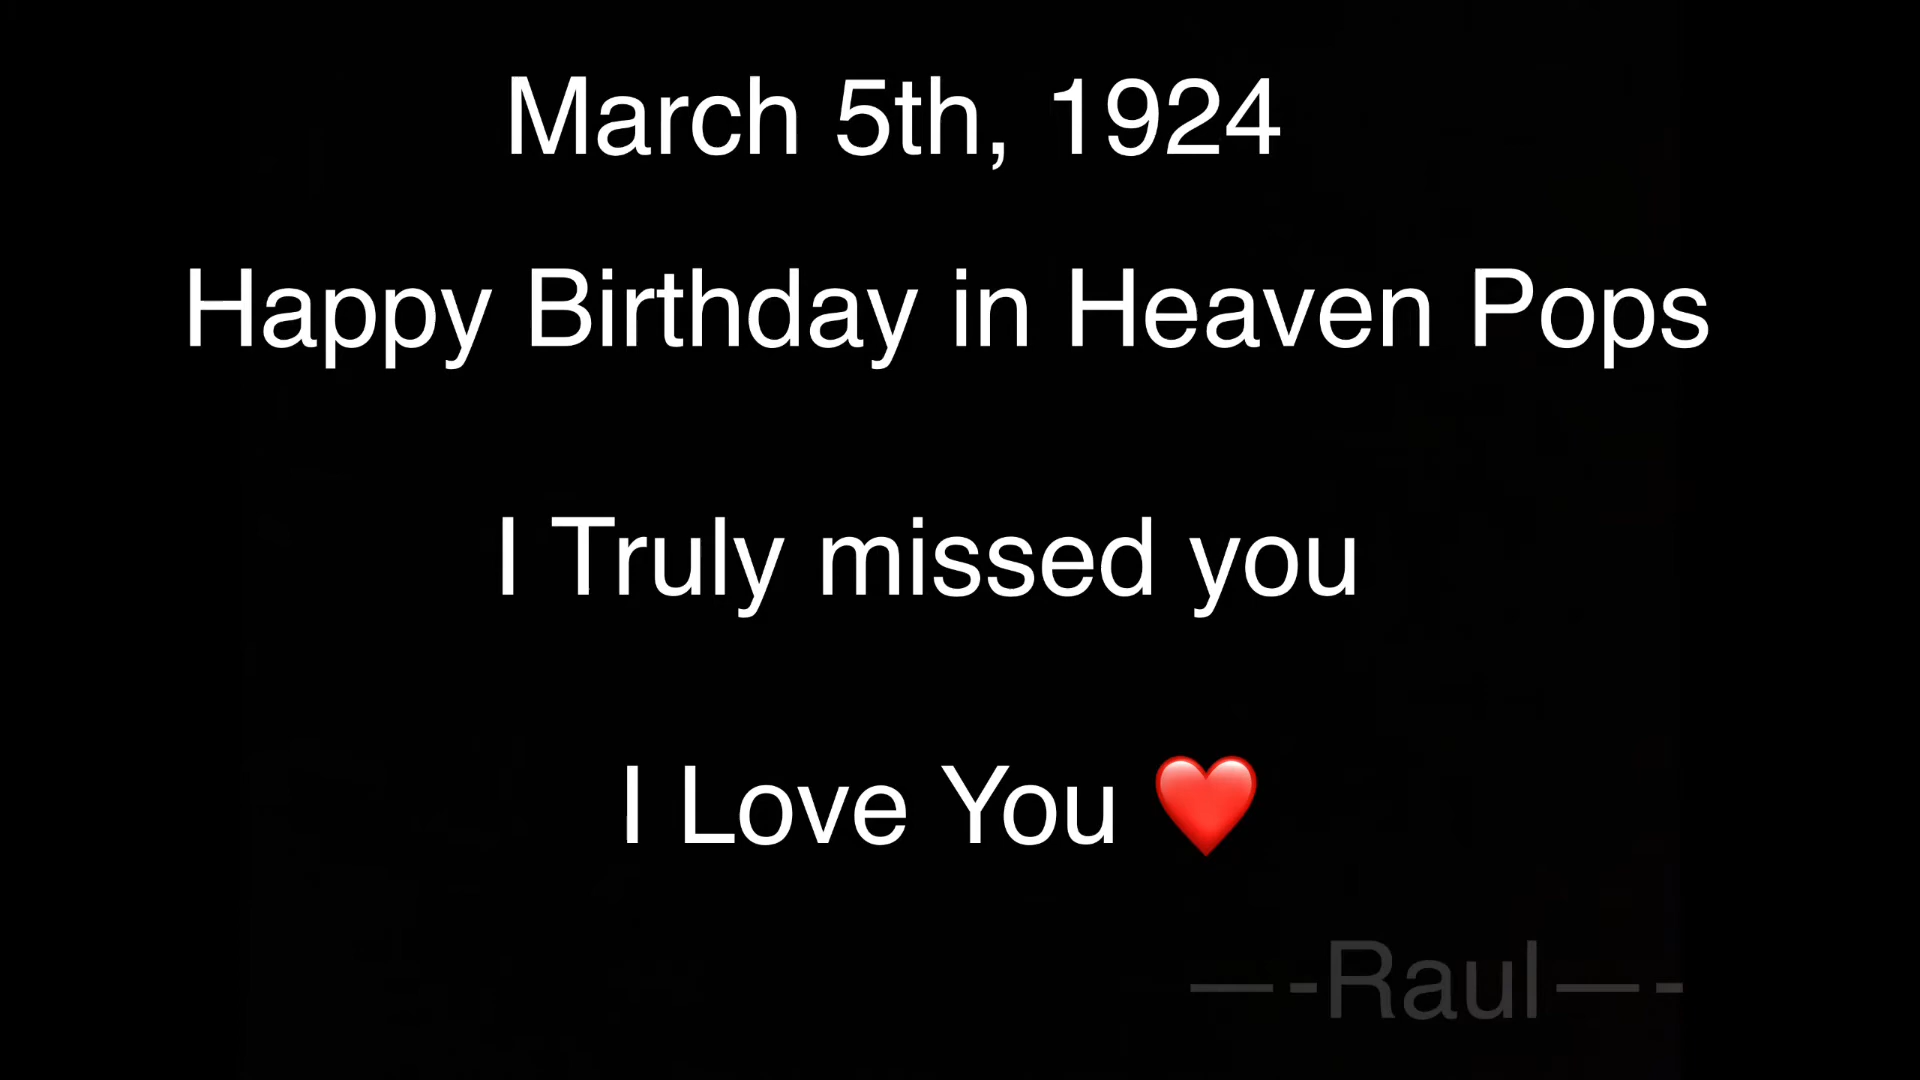 March 5th, 1924
Happy Birthday in Heaven Pops
I Truly missed you
I Love You ❤️
—-Raul—-